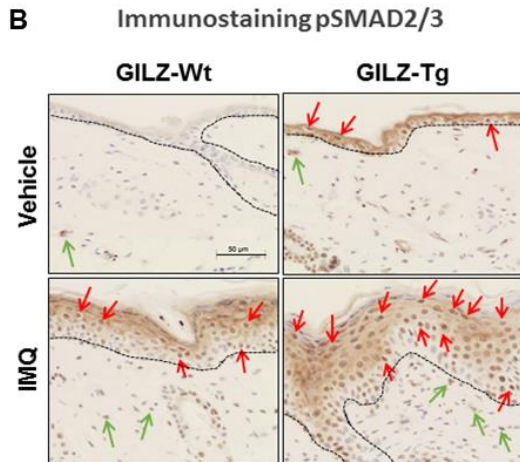 B
Immunostaining pSMAD2/3
GILZ-Wt GILZ-Tg
Vehicle
50 µm
IMQ